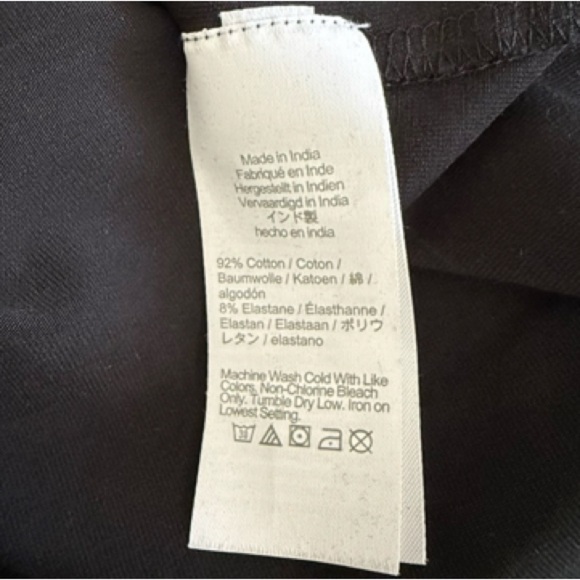 Made in India
Fabriqué en Inde
Hergestellt in Indien
Vervaardigd in India
インド製
hecho en india
92% Cotton / Coton /
Baumwolle / Katoen / 綿 /
algodón
8% Elastane / Élasthanne /
Elastan / Elastaan / ポリウ
レタン / elastano
Machine Wash Cold With Like
Colors. Non-Chlorine Bleach
Only. Tumble Dry Low. Iron on
Lowest Setting.
30